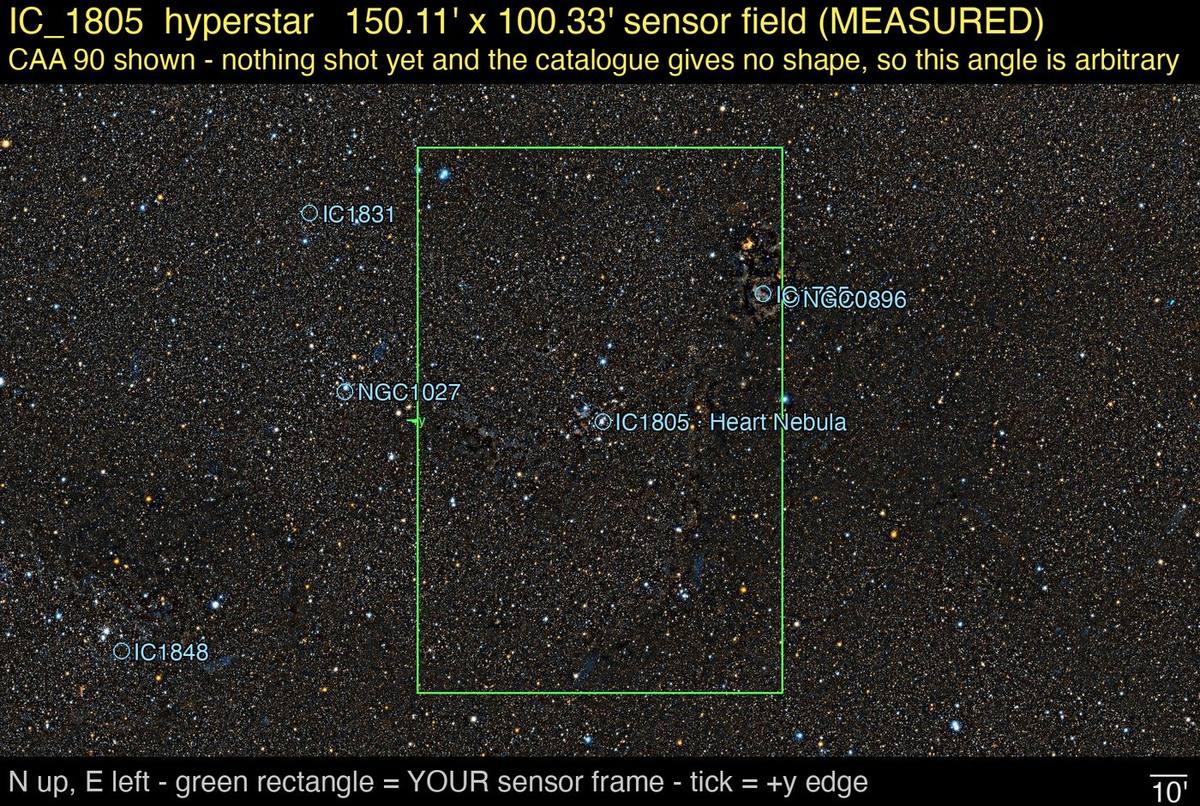 IC_1805 hyperstar 150.11' x 100.33' sensor field (MEASURED)
CAA 90 shown - nothing shot yet and the catalogue gives no shape, so this angle is arbitrary
IC1831
NGC0896
NGC1027
+y
IC1805 · Heart Nebula
IC1848
N up, E left - green rectangle = YOUR sensor frame - tick = +y edge
10'